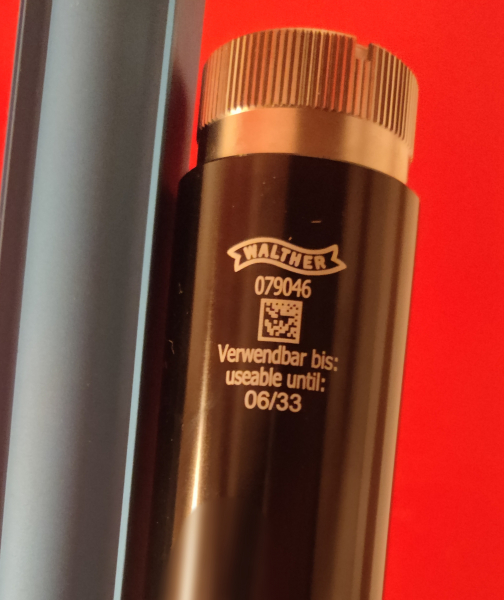 WALTHER
079046
Verwendbar bis:
useable until:
06/33